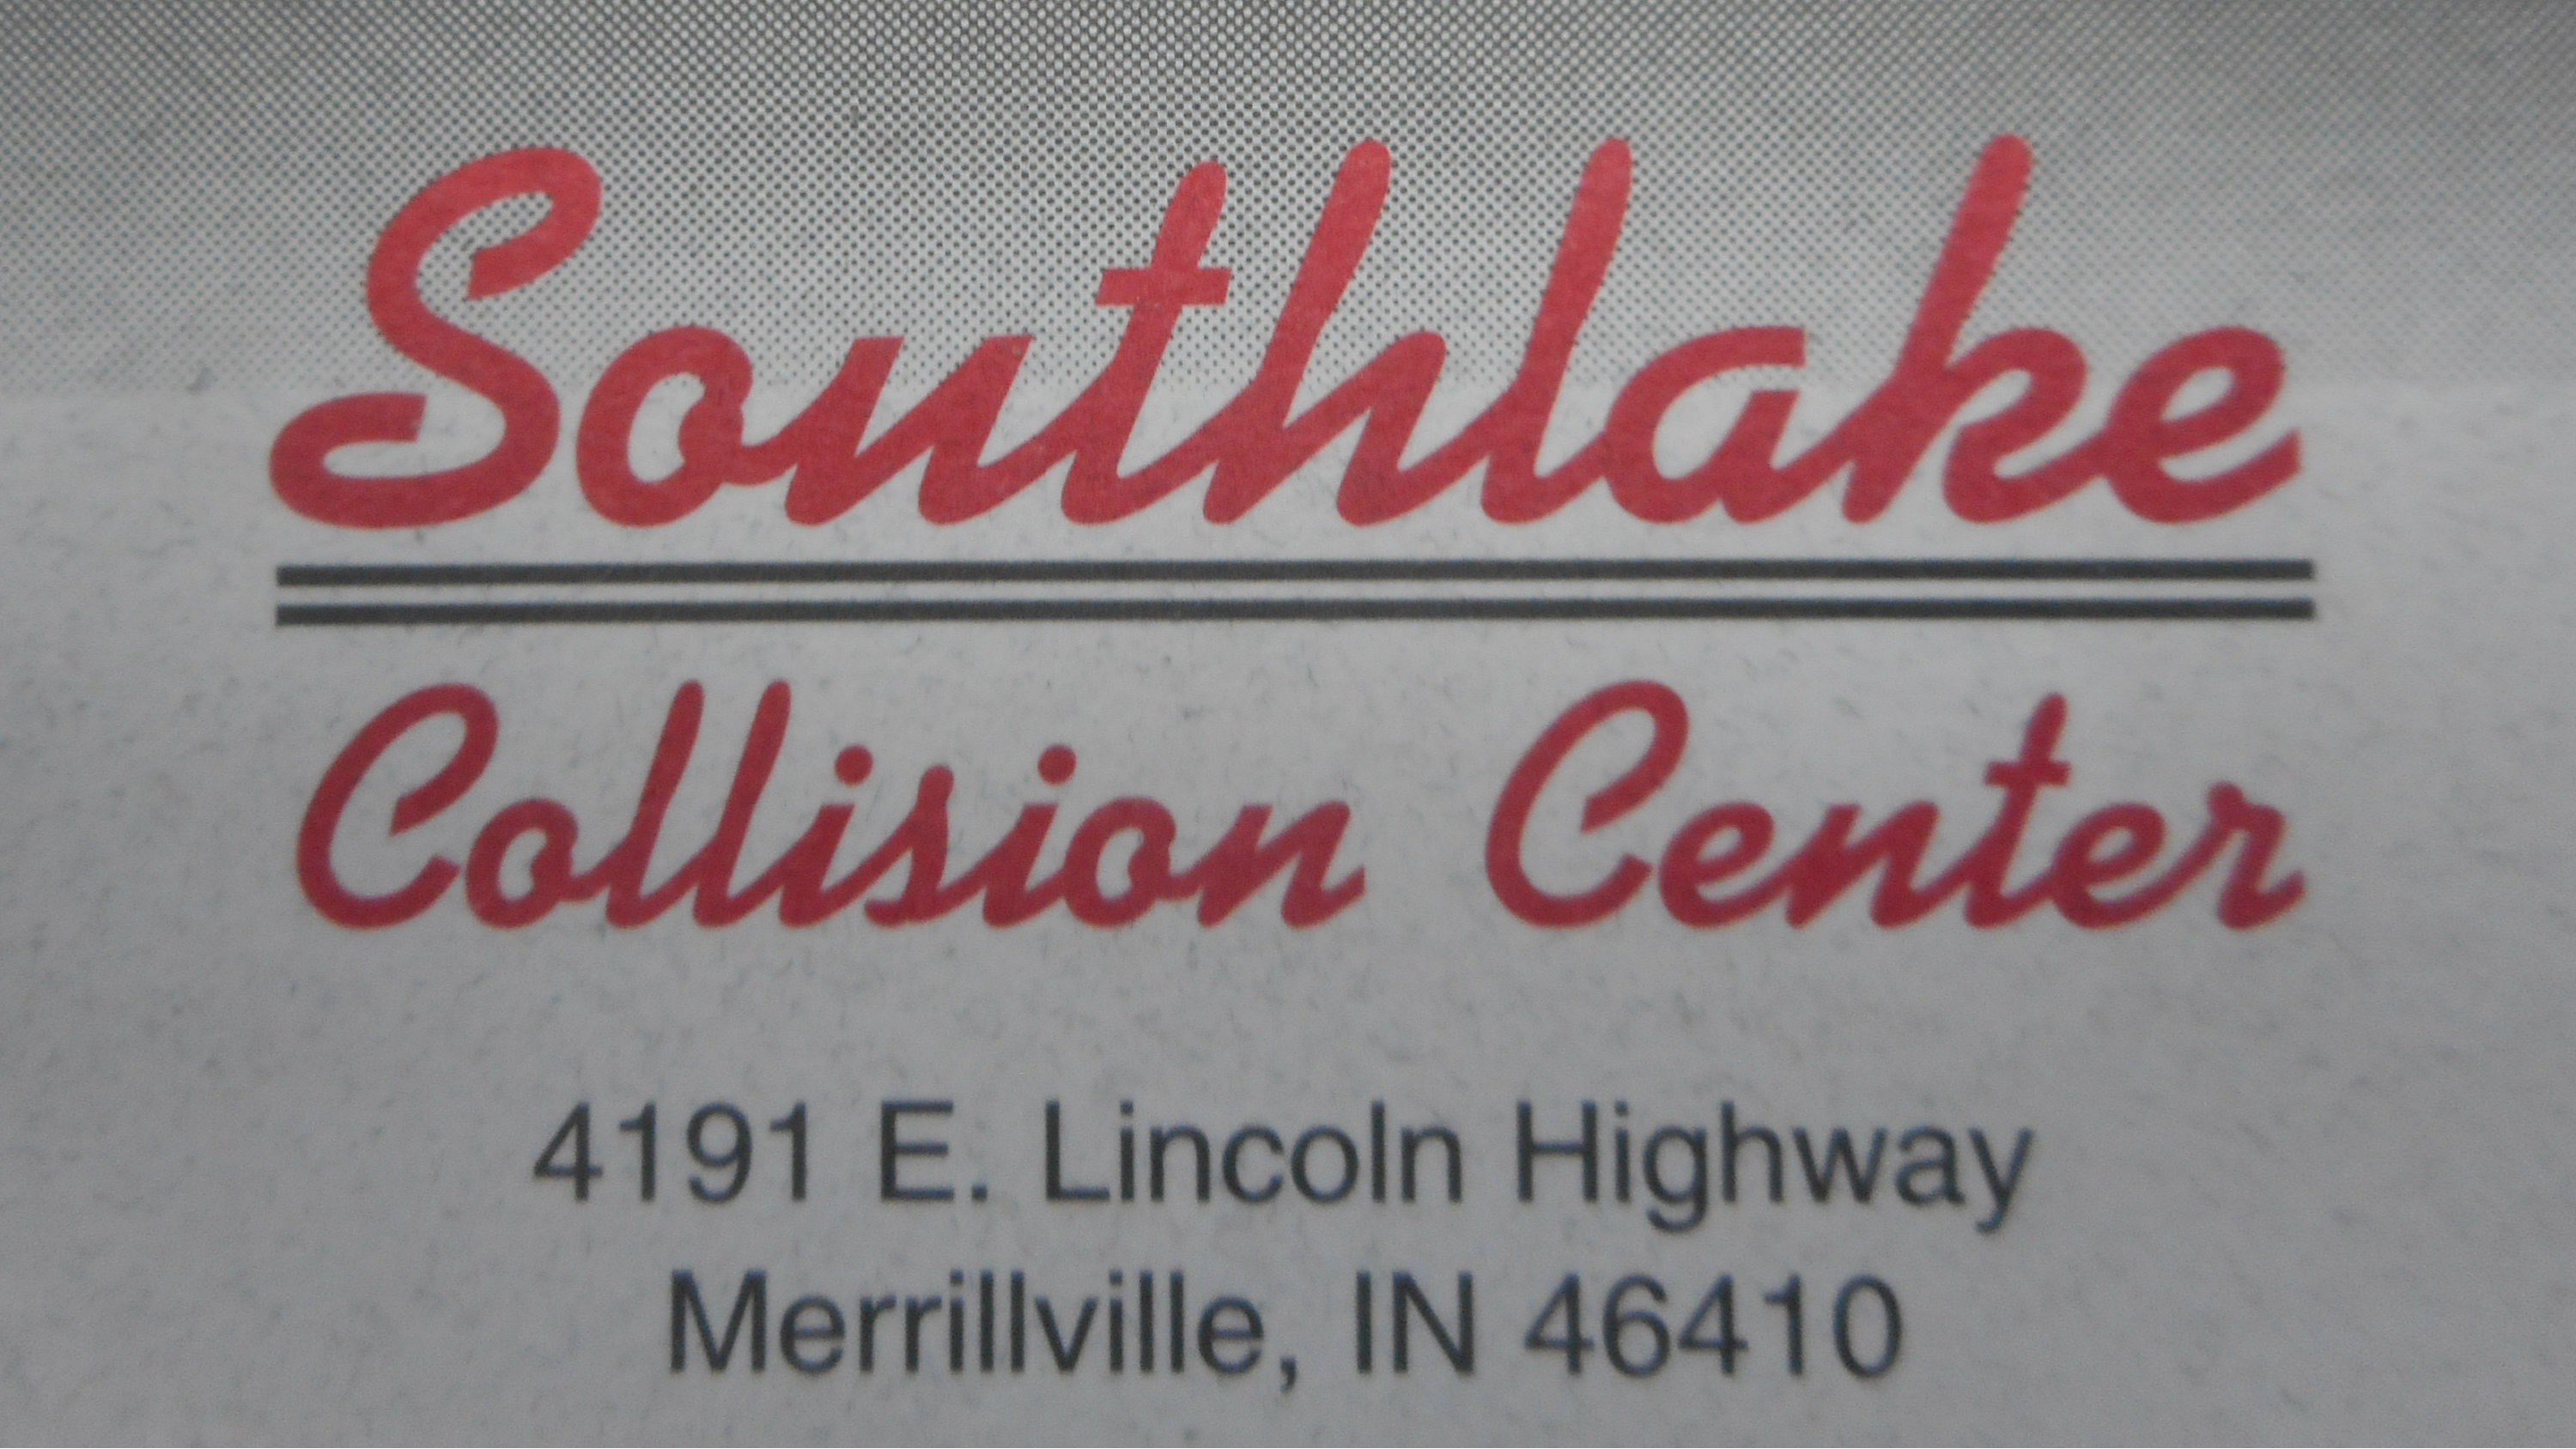 Southlake
Collision Center
4191 E. Lincoln Highway
Merrillville, IN 46410